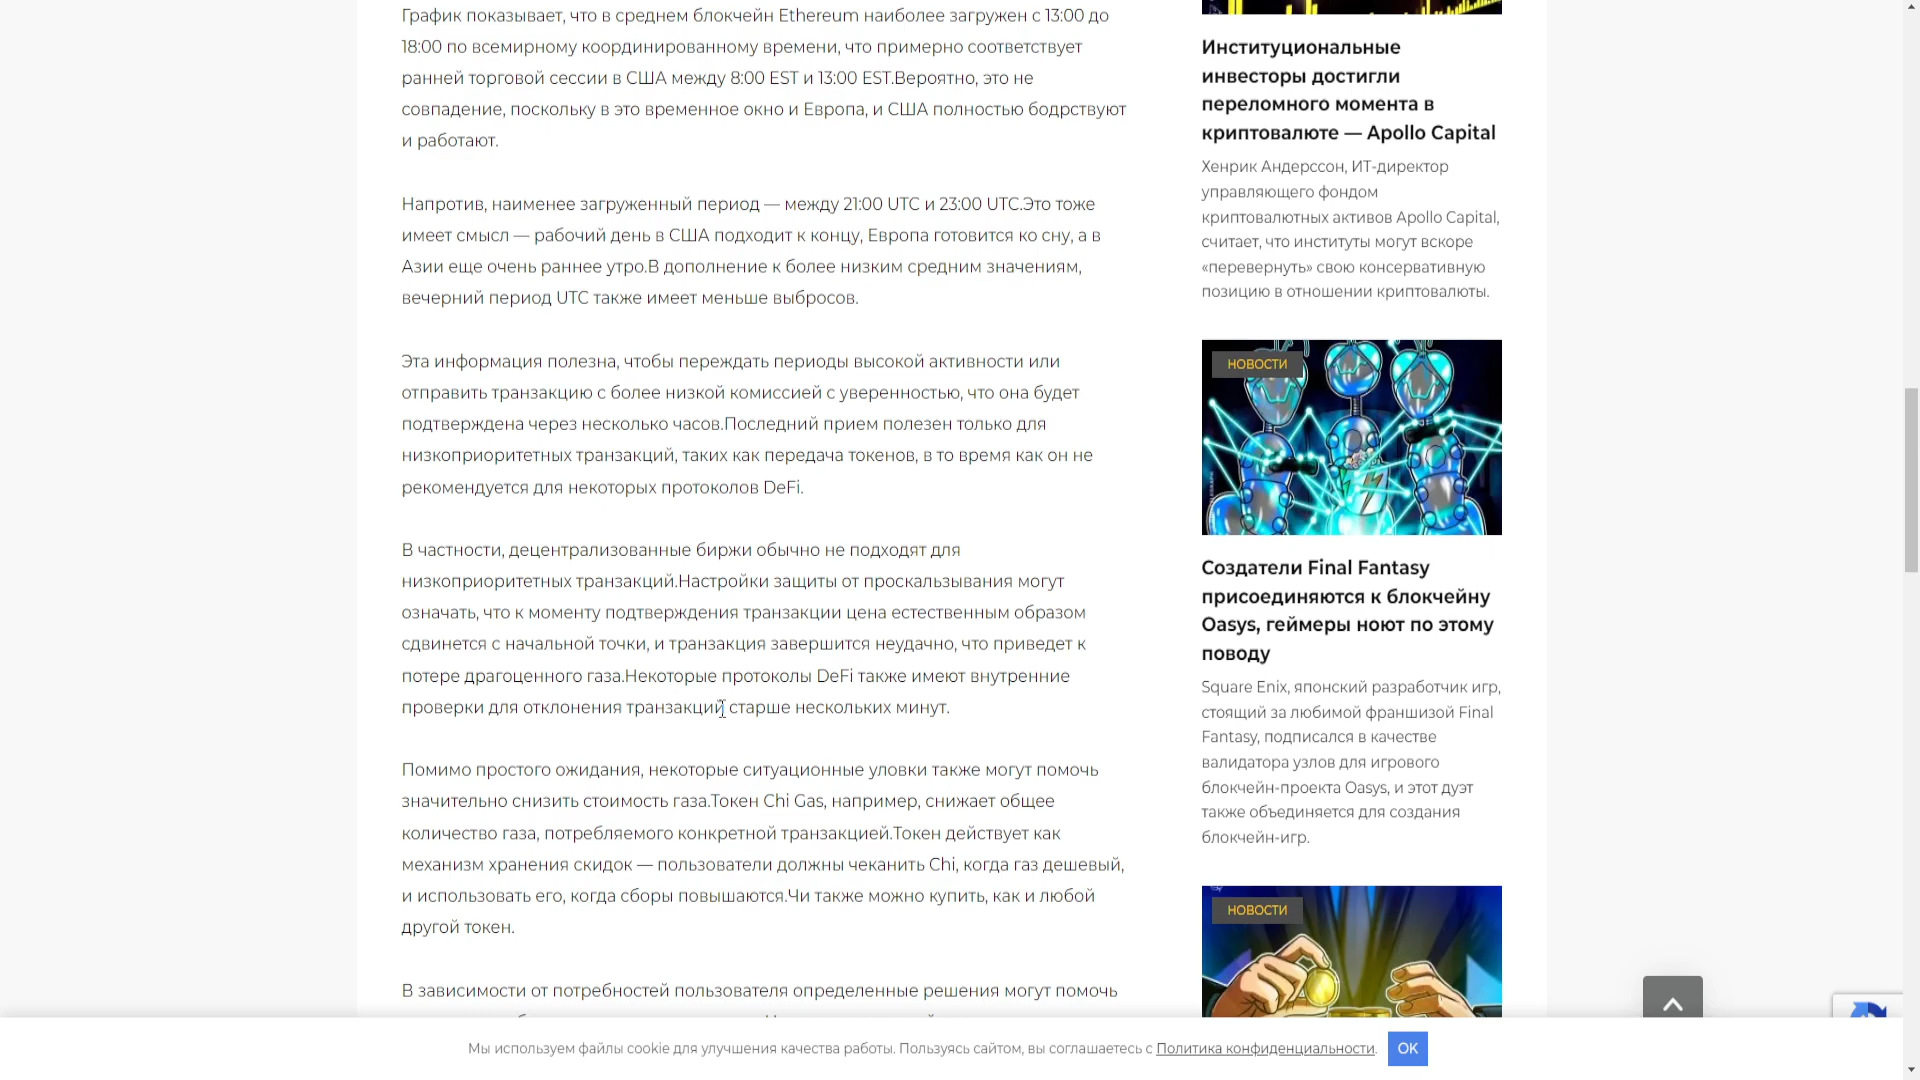 График показывает, что в среднем блокчейн Ethereum наиболее загружен с 13:00 до
18:00 по всемирному координированному времени, что примерно соответствует
ранней торговой сессии в США между 8:00 EST и 13:00 EST.Вероятно, это не
совпадение, поскольку в это временное окно и Европа, и США полностью бодрствуют
и работают.
Напротив, наименее загруженный период — между 21:00 UTC и 23:00 UTC.Это тоже
имеет смысл — рабочий день в США подходит к концу, Европа готовится ко сну, а в
Азии еще очень раннее утро.В дополнение к более низким средним значениям,
вечерний период UTC также имеет меньше выбросов.
Эта информация полезна, чтобы переждать периоды высокой активности или
отправить транзакцию с более низкой комиссией с уверенностью, что она будет
подтверждена через несколько часов.Последний прием полезен только для
низкоприоритетных транзакций, таких как передача токенов, в то время как он не
рекомендуется для некоторых протоколов DeFi.
В частности, децентрализованные биржи обычно не подходят для
низкоприоритетных транзакций.Настройки защиты от проскальзывания могут
означать, что к моменту подтверждения транзакции цена естественным образом
сдвинется с начальной точки, и транзакция завершится неудачно, что приведет к
потере драгоценного газа.Некоторые протоколы DeFi также имеют внутренние
проверки для отклонения транзакций старше нескольких минут.
Помимо простого ожидания, некоторые ситуационные уловки также могут помочь
значительно снизить стоимость газа.Токен Chi Gas, например, снижает общее
количество газа, потребляемого конкретной транзакцией.Токен действует как
механизм хранения скидок — пользователи должны чеканить Chi, когда газ дешевый,
и использовать его, когда сборы повышаются.Чи также можно купить, как и любой
другой токен.
В зависимости от потребностей пользователя определенные решения могут помочь
Институциональные
инвесторы достигли
переломного момента в
криптовалюте — Apollo Capital
Хенрик Андерссон, ИТ-директор
управляющего фондом
криптовалютных активов Apollo Capital,
считает, что институты могут вскоре
«перевернуть» свою консервативную
позицию в отношении криптовалюты.
НОВОСТИ
Создатели Final Fantasy
присоединяются к блокчейну
Oasys, геймеры ноют по этому
поводу
Square Enix, японский разработчик игр,
стоящий за любимой франшизой Final
Fantasy, подписался в качестве
валидатора узлов для игрового
блокчейн-проекта Oasys, и этот дуэт
также объединяется для создания
блокчейн-игр.
НОВОСТИ
Мы используем файлы cookie для улучшения качества работы. Пользуясь сайтом, вы соглашаетесь с Политика конфиденциальности. OK